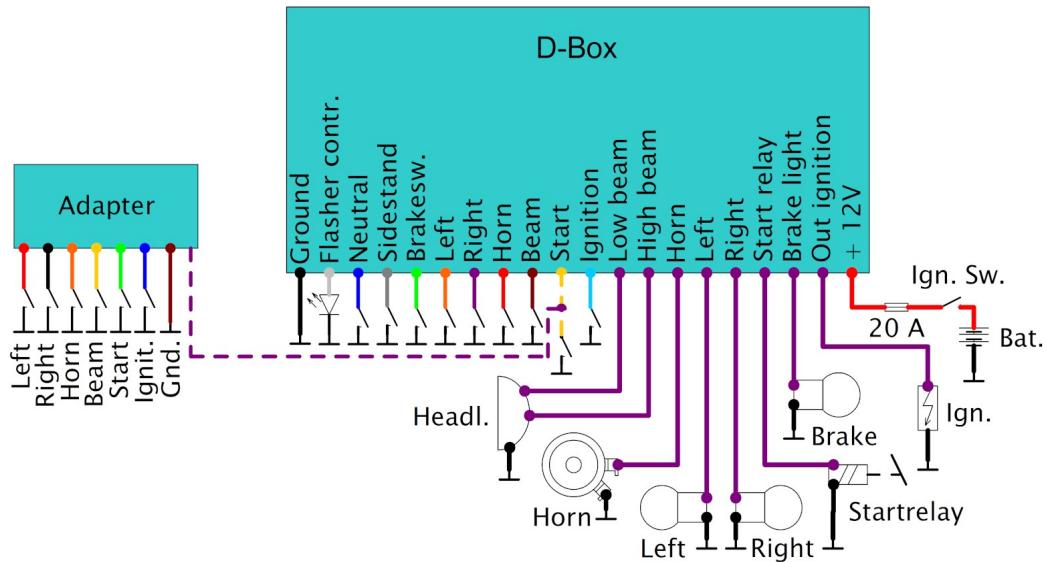 D-Box
Ground
Flasher contr.
Neutral
Sidestand
Brakesw.
Left
Right
Horn
Beam
Start
Ignition
Low beam
High beam
Horn
Left
Right
Start relay
Brake light
Out ignition
+ 12V
Adapter
Left
Right
Horn
Beam
Start
Ignit.
Gnd.
Ign. Sw.
20 A
Bat.
Headl.
Brake
Ign.
Horn
Startrelay
Left
Right